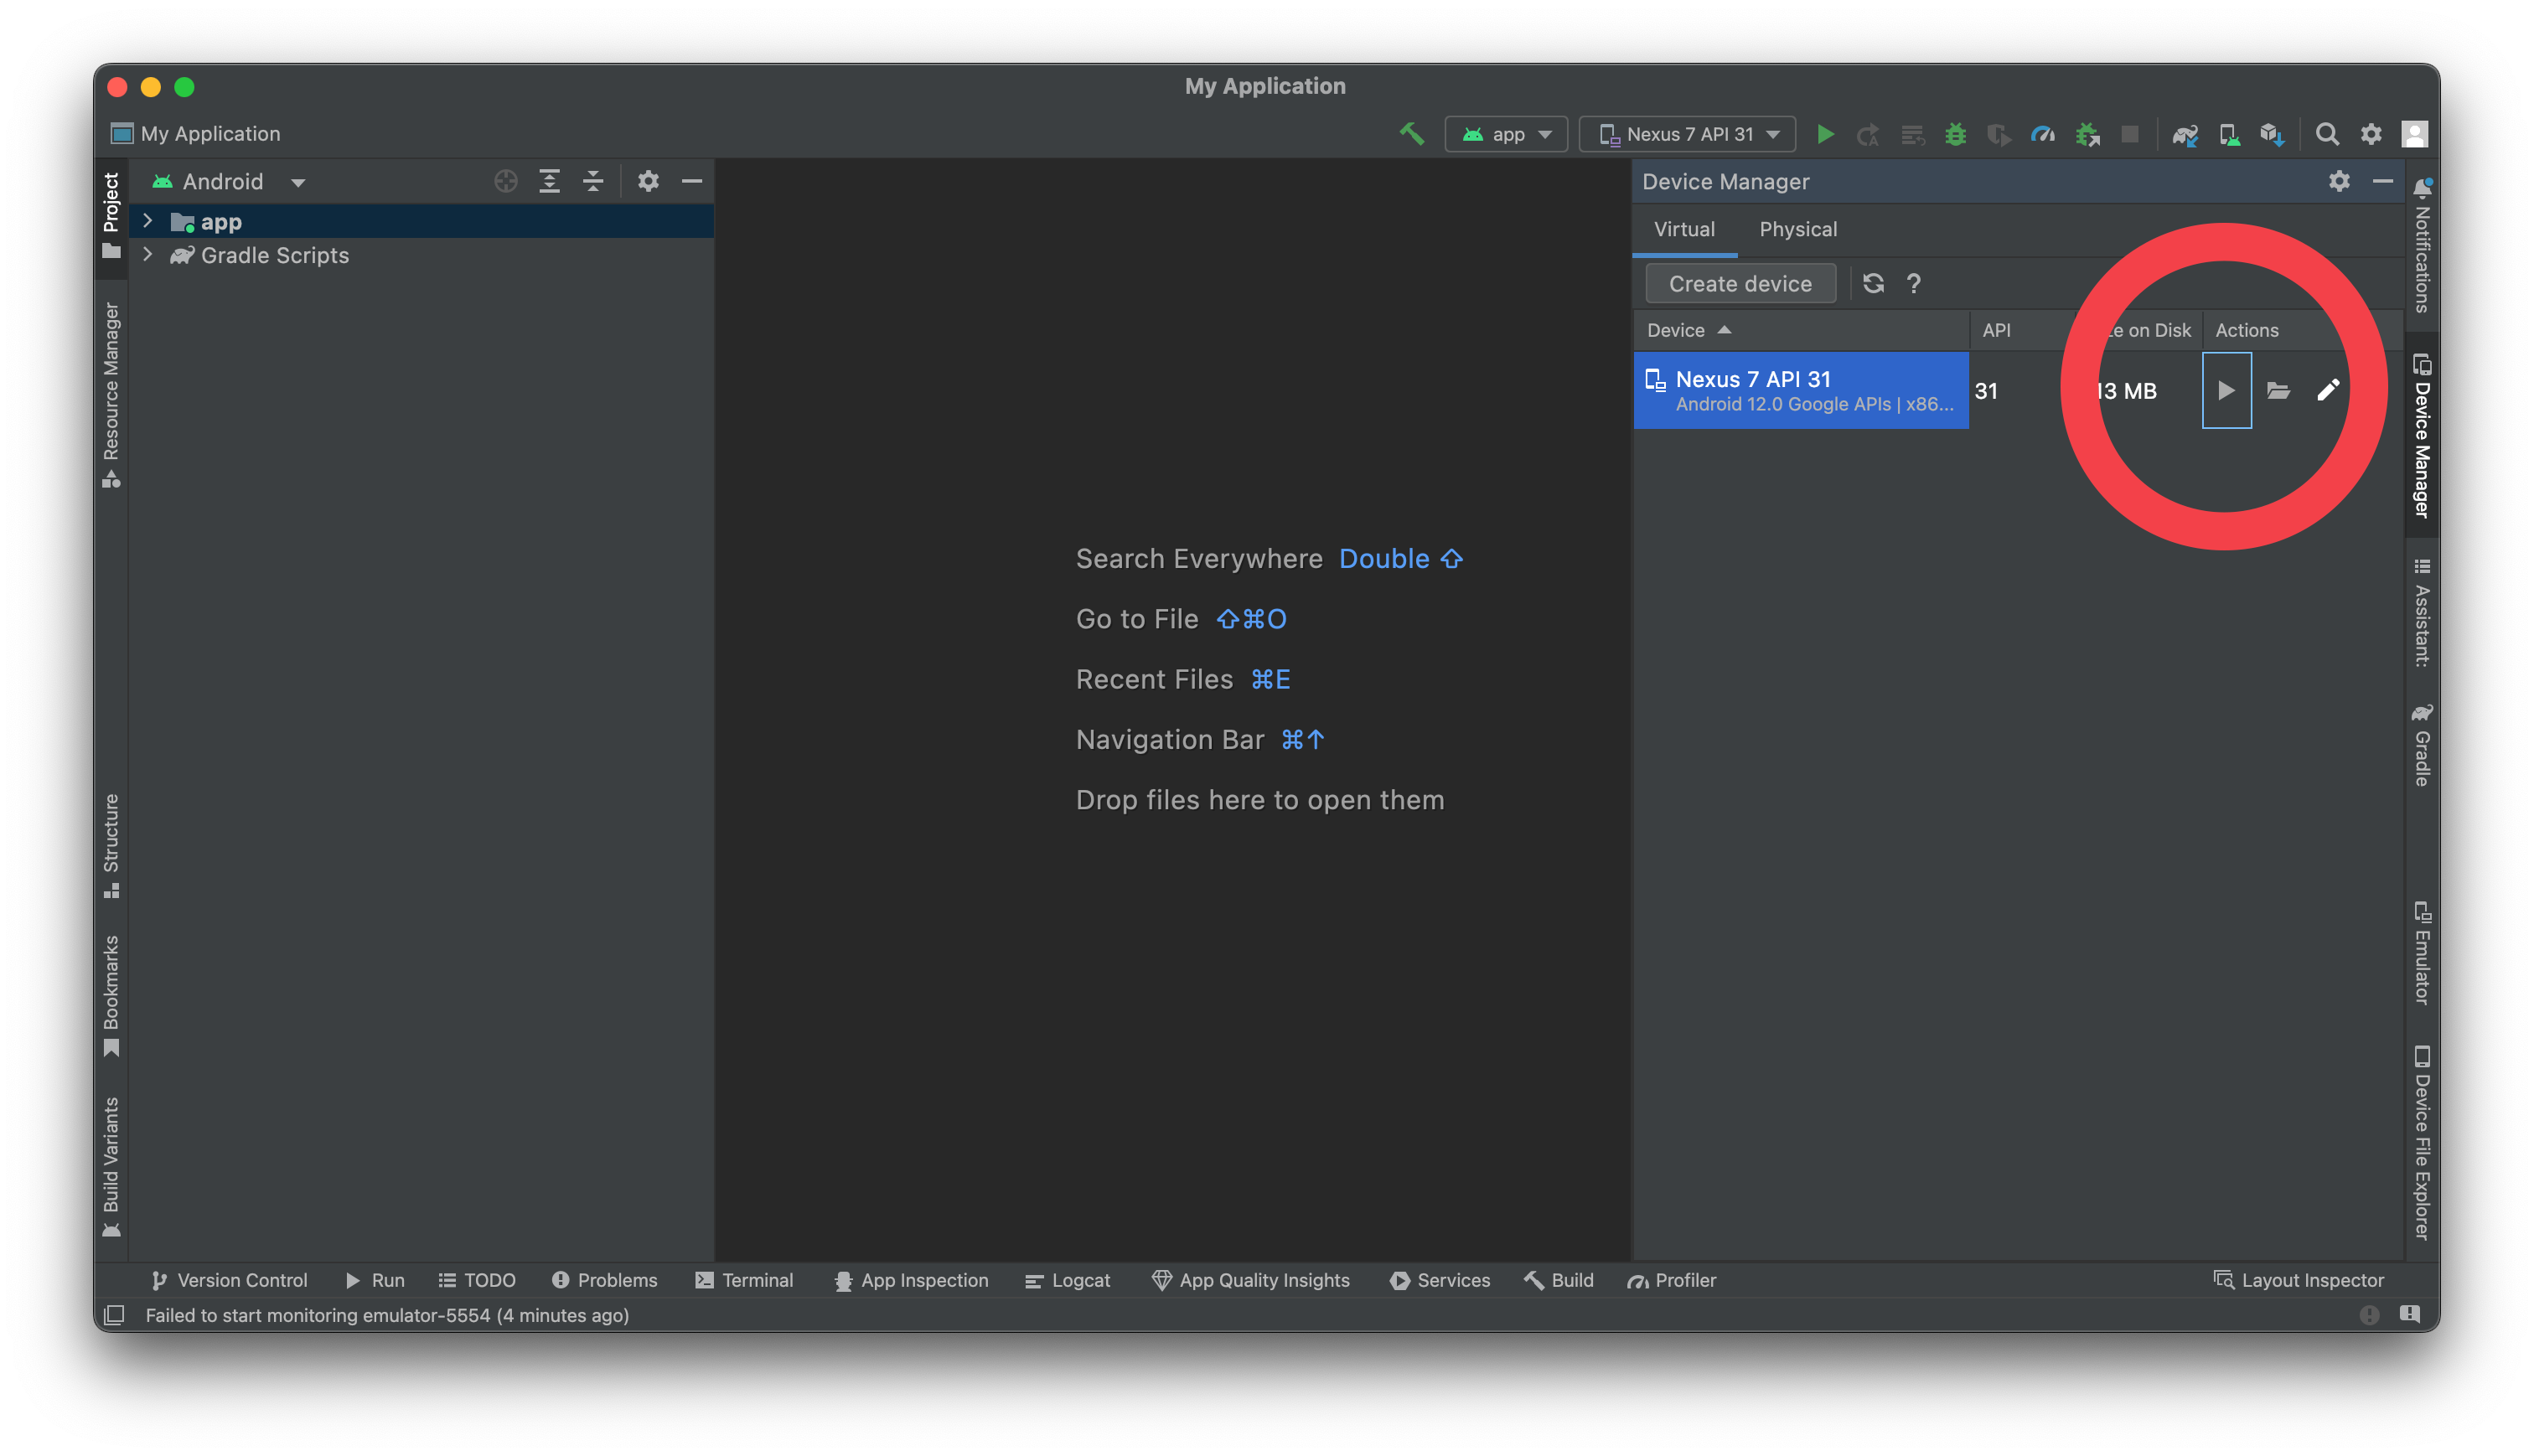 My Application
My Application
app
Nexus 7 API 31
Project
Resource Manager
Structure
Bookmarks
Build Variants
Android
app
Gradle Scripts
Search Everywhere Double ⇧
Go to File ⇧⌘O
Recent Files ⌘E
Navigation Bar ⌘↑
Drop files here to open them
Device Manager
Virtual Physical
Create device ?
Device API on Disk Actions
Nexus 7 API 31
Android 12.0 Google APIs | x86...
31 MB
Notifications
Device Manager
Assistant:
Gradle
Emulator
Device File Explorer
Version Control Run TODO Problems Terminal App Inspection Logcat App Quality Insights Services Build Profiler Layout Inspector
Failed to start monitoring emulator-5554 (4 minutes ago)